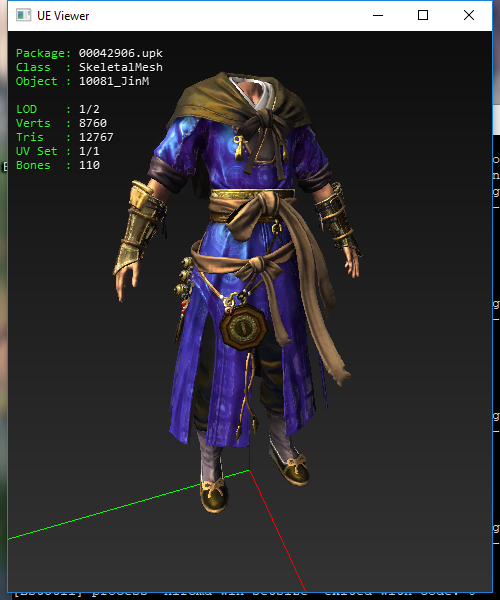 UE Viewer
Package: 00042906.upk
Class : SkeletalMesh
Object : 10081_JinM
LOD : 1/2
Verts : 8760
Tris : 12767
UV Set : 1/1
Bones : 110